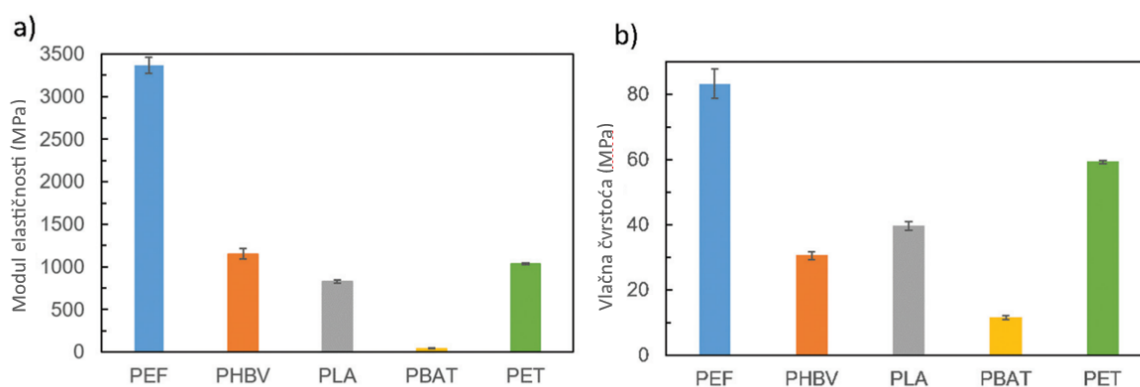 a)
Modul elastičnosti (MPa)
3500
3000
2500
2000
1500
1000
500
0
PEF PHBV PLA PBAT PET
b)
Vlačna čvrstoća (MPa)
80
60
40
20
0
PEF PHBV PLA PBAT PET